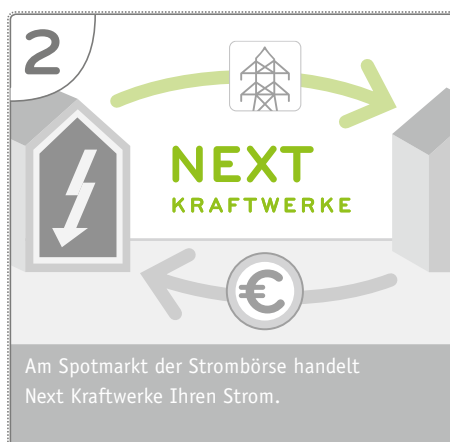 2
NEXT
KRAFTWERKE
€
Am Spotmarkt der Strombörse handelt
Next Kraftwerke Ihren Strom.